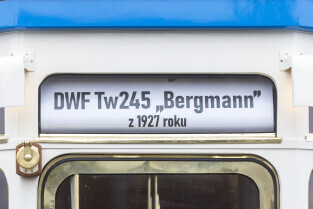 DWF Tw245 „Bergmann”
z 1927 roku